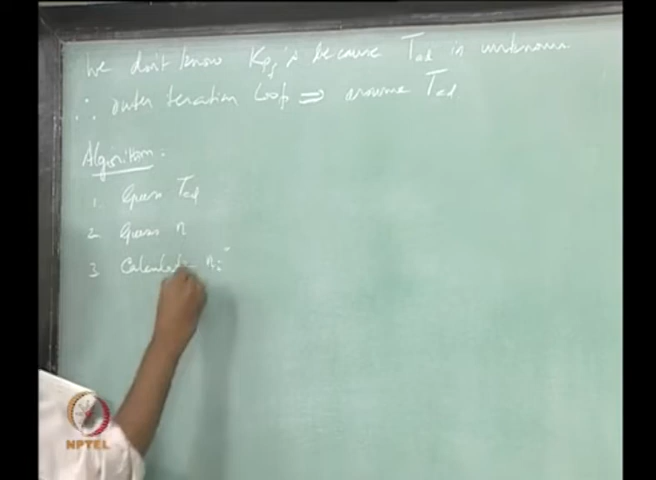 We don't know Kp,s because Tad is unknown
∴ outer iteration loop ⇒ assume Tad
Algorithm:
1. Guess Tad
2. Guess n
3 Calculate ni
NPTEL